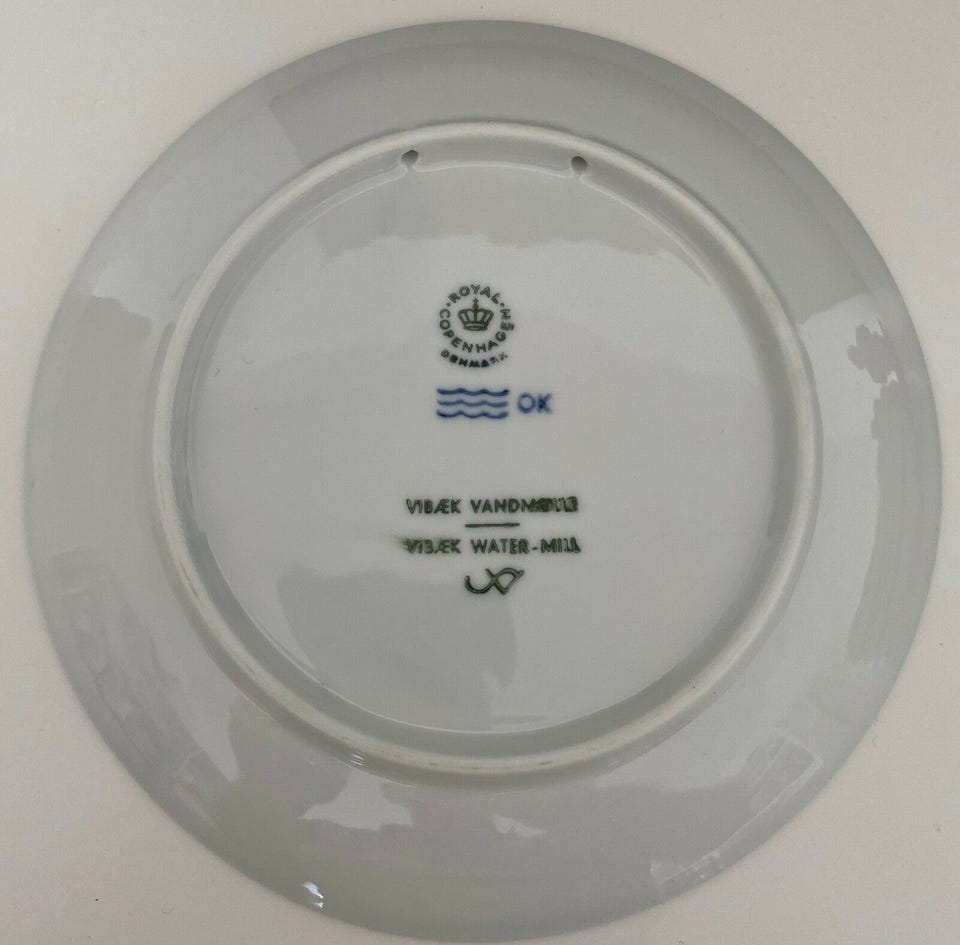 ROYAL COPENHAGEN
DENMARK
OK
VIBÆK VANDMØLLE
VIBÆK WATER-MILL